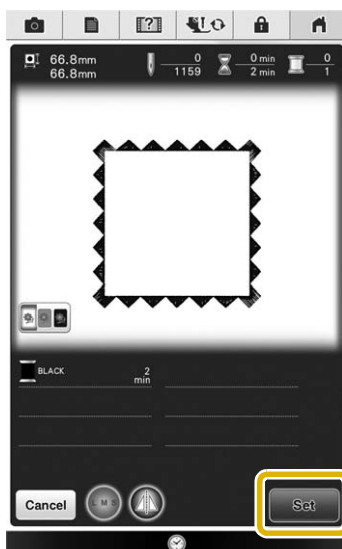 66.8mm
66.8mm
0
1159
0 min
2 min
0
1
BLACK
2
min
Cancel
L M S
Set